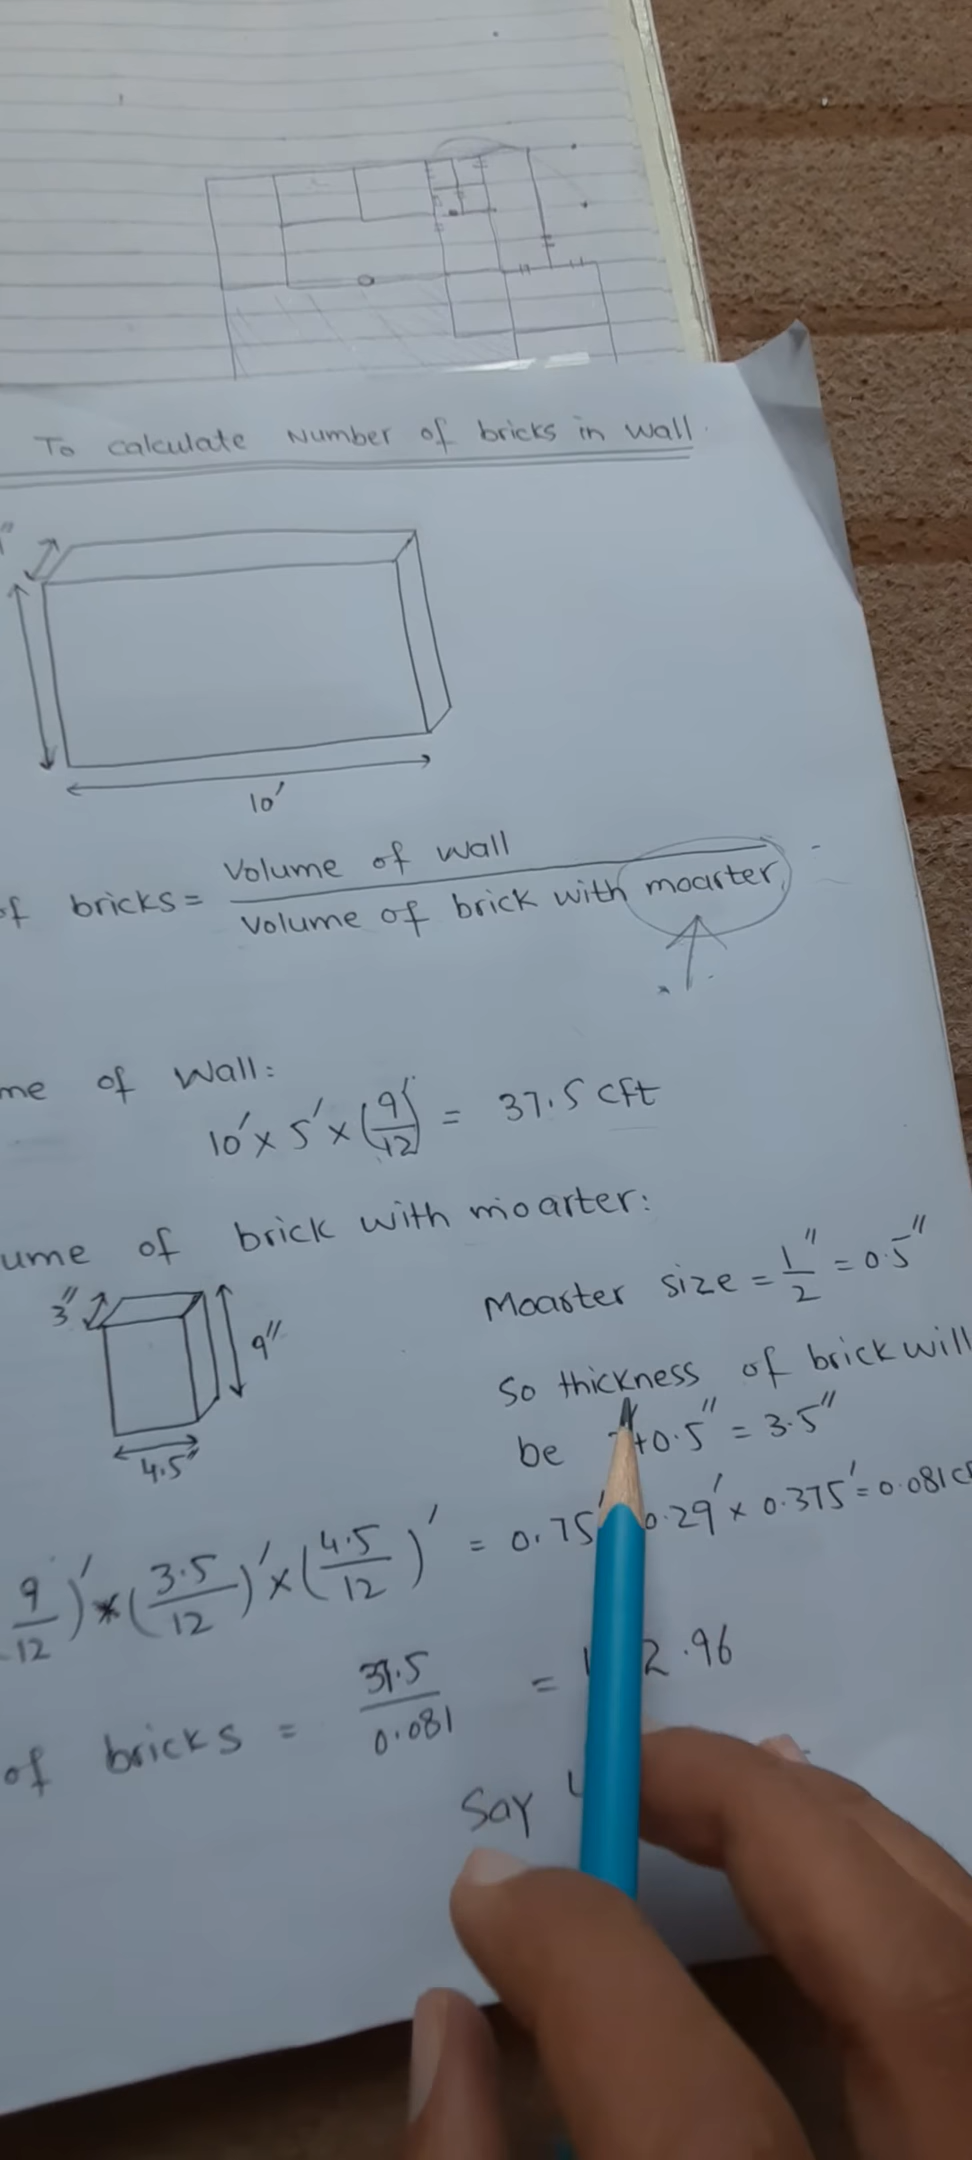 To calculate Number of bricks in wall
10'
of bricks = Volume of wall
Volume of brick with moarter
me of Wall:
10' x 5' x (9/12)' = 37.5 cft
ume of brick with moarter:
3"
9"
4.5"
Moarter size = 1/2" = 0.5"
So thickness of brick will
be +0.5" = 3.5"
9/12)' x (3.5/12)' x (4.5/12)' = 0.75' 0.29' x 0.375' = 0.081 c
of bricks = 37.5/0.081 = 2.96
Say